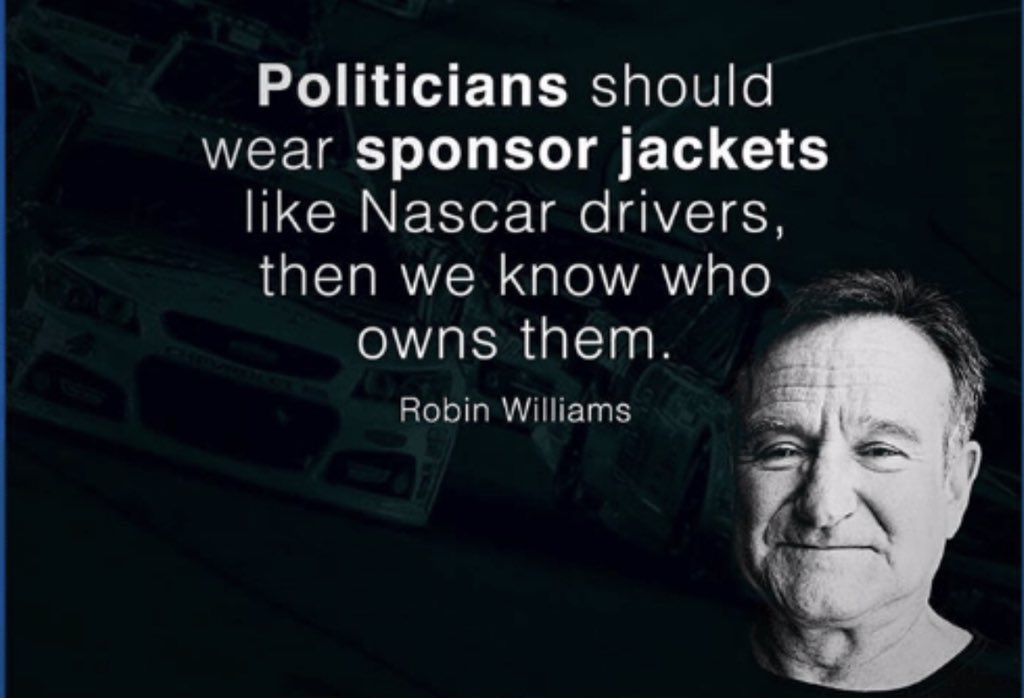 Politicians should
wear sponsor jackets
like Nascar drivers,
then we know who
owns them.
Robin Williams